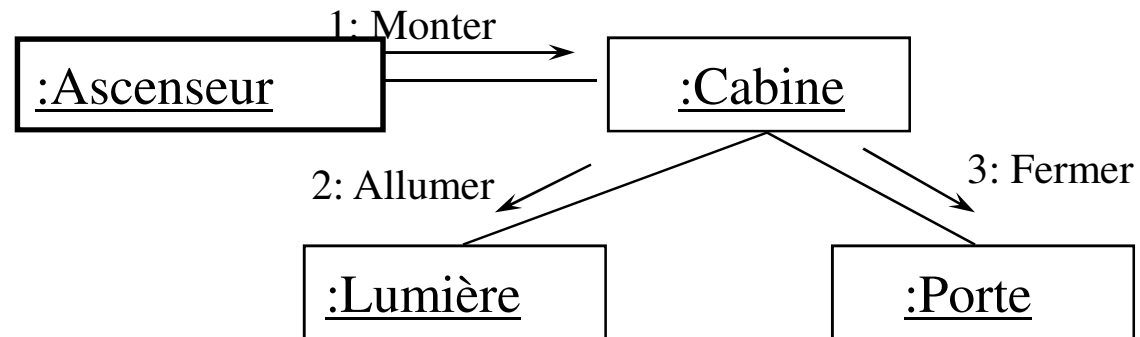 1: Monter
:Ascenseur
:Cabine
2: Allumer
3: Fermer
:Lumière
:Porte